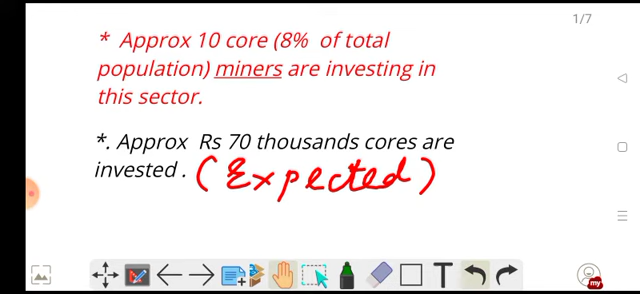 1/7
* Approx 10 core (8% of total
population) miners are investing in
this sector.
*. Approx Rs 70 thousands cores are
invested . (Expected)
T
my